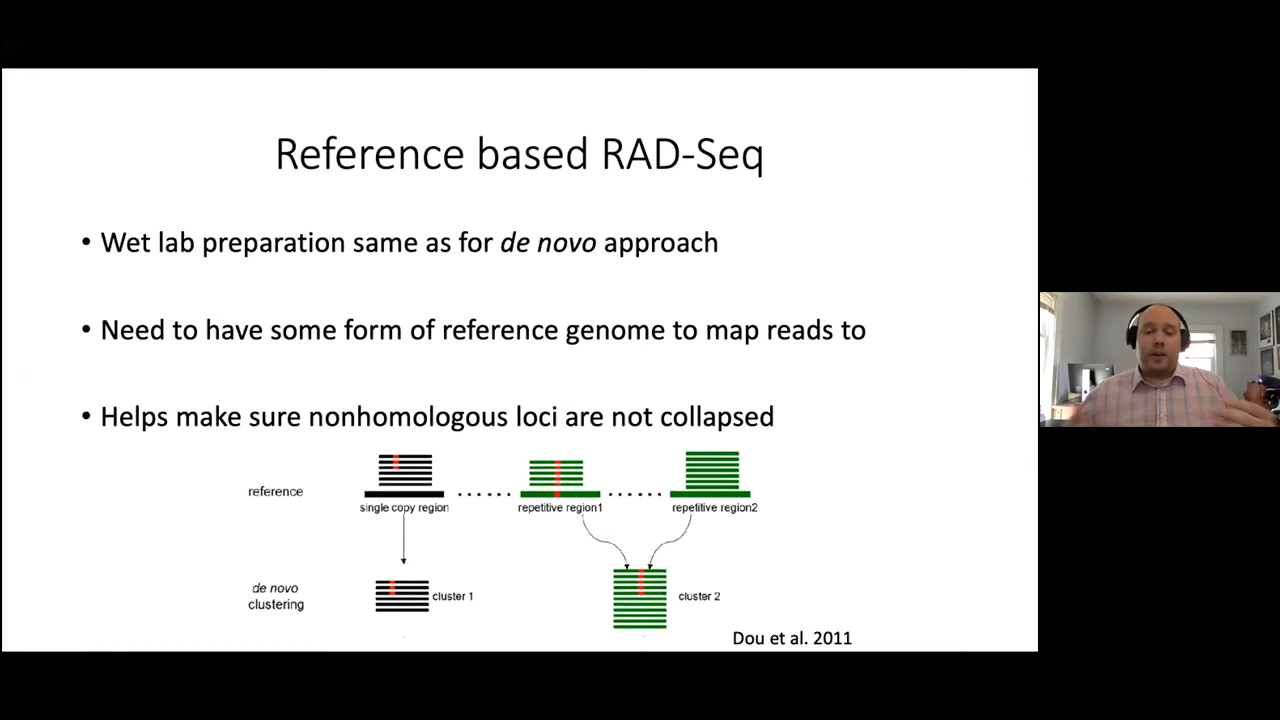 Reference based RAD-Seq
• Wet lab preparation same as for de novo approach
• Need to have some form of reference genome to map reads to
• Helps make sure nonhomologous loci are not collapsed
reference
single copy region
repetitive region1
repetitive region2
de novo
clustering
cluster 1
cluster 2
Dou et al. 2011